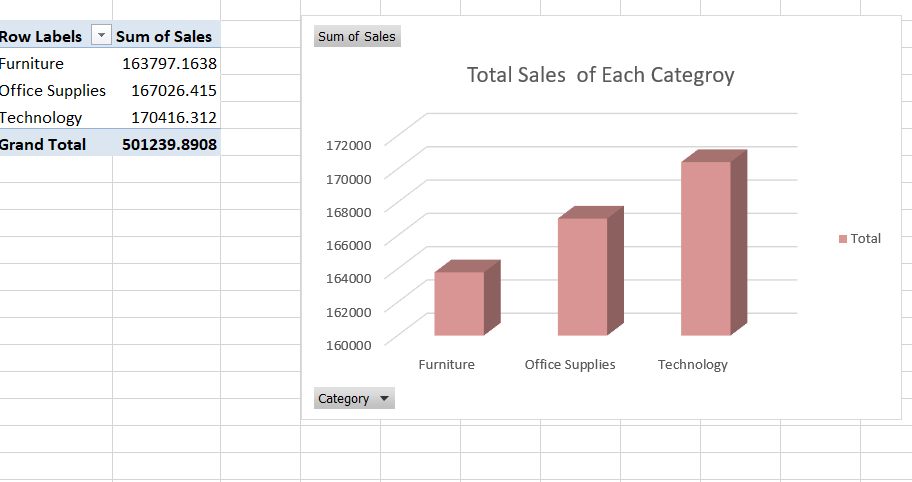 Row Labels Sum of Sales
Furniture 163797.1638
Office Supplies 167026.415
Technology 170416.312
Grand Total 501239.8908
Sum of Sales
Total Sales  of Each Categroy
172000
170000
168000
166000
164000
162000
160000
Furniture Office Supplies Technology
Total
Category